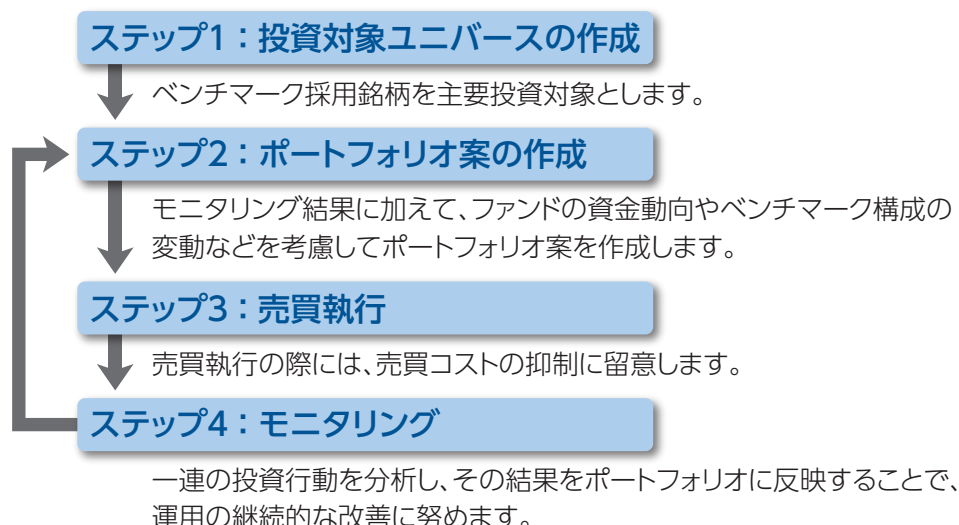 ステップ1：投資対象ユニバースの作成
ベンチマーク採用銘柄を主要投資対象とします。
ステップ2：ポートフォリオ案の作成
モニタリング結果に加えて、ファンドの資金動向やベンチマーク構成の
変動などを考慮してポートフォリオ案を作成します。
ステップ3：売買執行
売買執行の際には、売買コストの抑制に留意します。
ステップ4：モニタリング
一連の投資行動を分析し、その結果をポートフォリオに反映することで、
運用の継続的な改善に努めます。